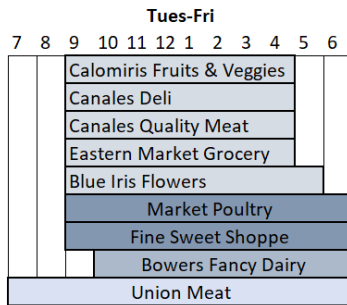 Tues-Fri
7 8 9 10 11 12 1 2 3 4 5 6
Calomiris Fruits & Veggies
Canales Deli
Canales Quality Meat
Eastern Market Grocery
Blue Iris Flowers
Market Poultry
Fine Sweet Shoppe
Bowers Fancy Dairy
Union Meat